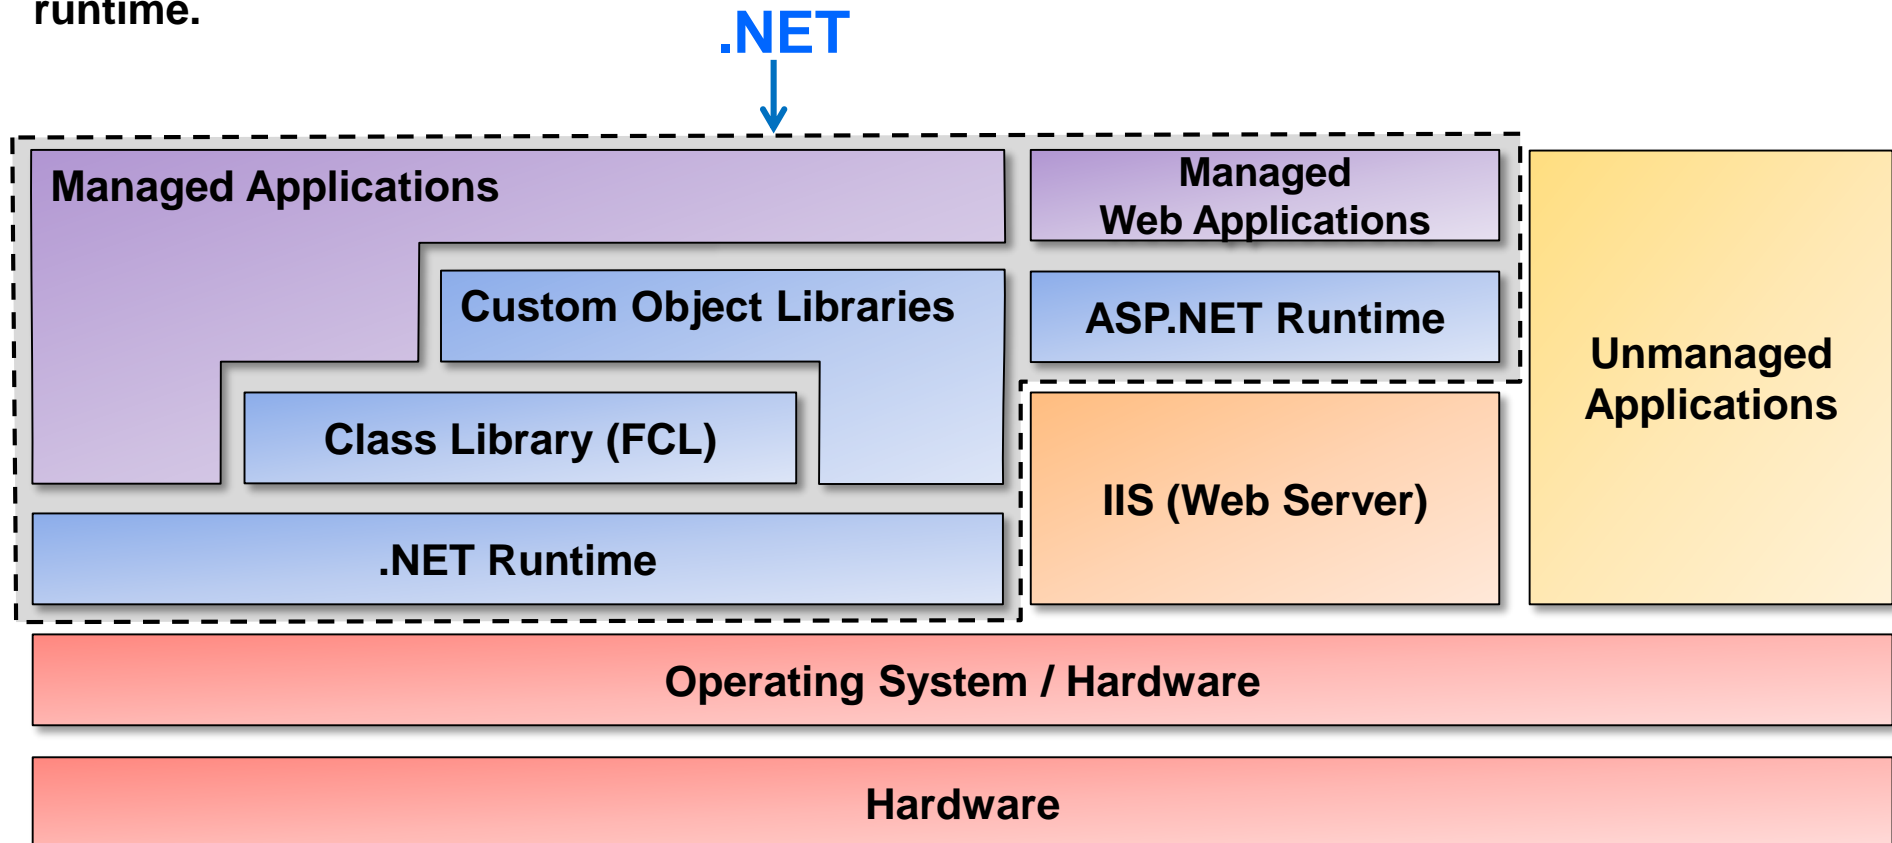 runtime.
.NET
Managed Applications
Managed
Web Applications
Custom Object Libraries
ASP.NET Runtime
Unmanaged
Applications
Class Library (FCL)
IIS (Web Server)
.NET Runtime
Operating System / Hardware
Hardware